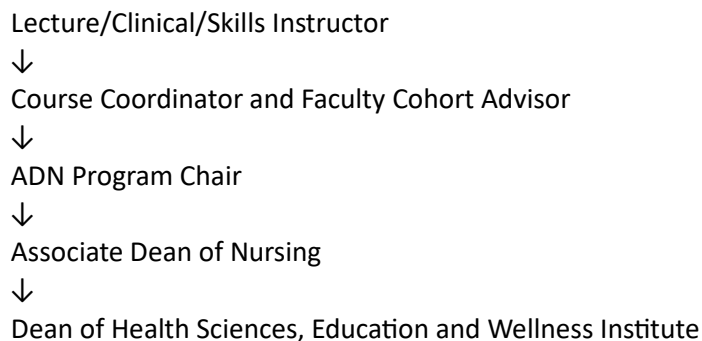 Lecture/Clinical/Skills Instructor
↓
Course Coordinator and Faculty Cohort Advisor
↓
ADN Program Chair
↓
Associate Dean of Nursing
↓
Dean of Health Sciences, Education and Wellness Institute